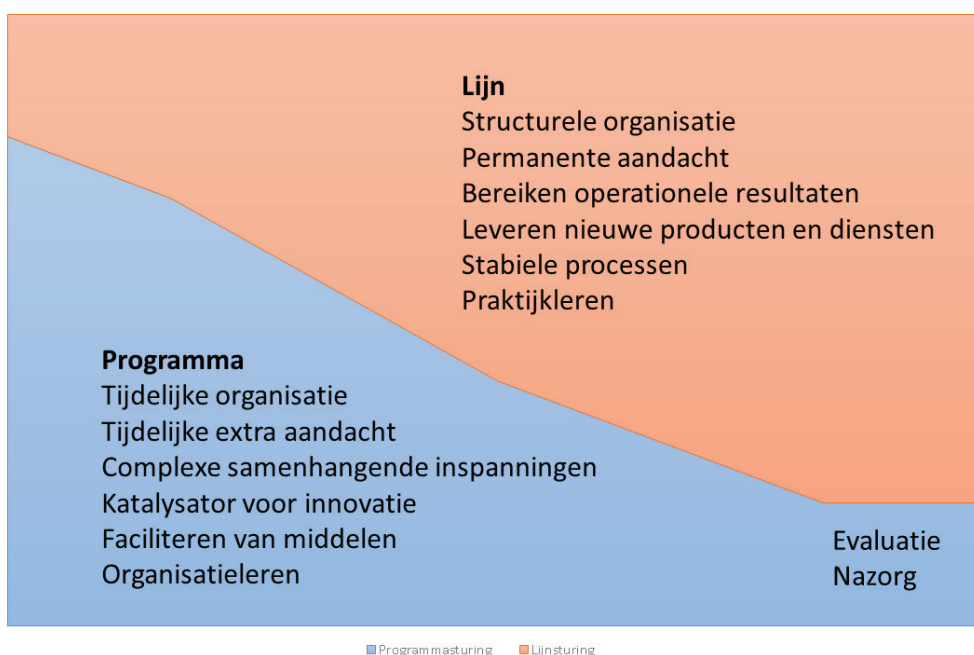 Lijn
Structurele organisatie
Permanente aandacht
Bereiken operationele resultaten
Leveren nieuwe producten en diensten
Stabiele processen
Praktijkleren
Programma
Tijdelijke organisatie
Tijdelijke extra aandacht
Complexe samenhangende inspanningen
Katalysator voor innovatie
Faciliteren van middelen
Organisatieleren
Evaluatie
Nazorg
Programmasturing Lijnsturing